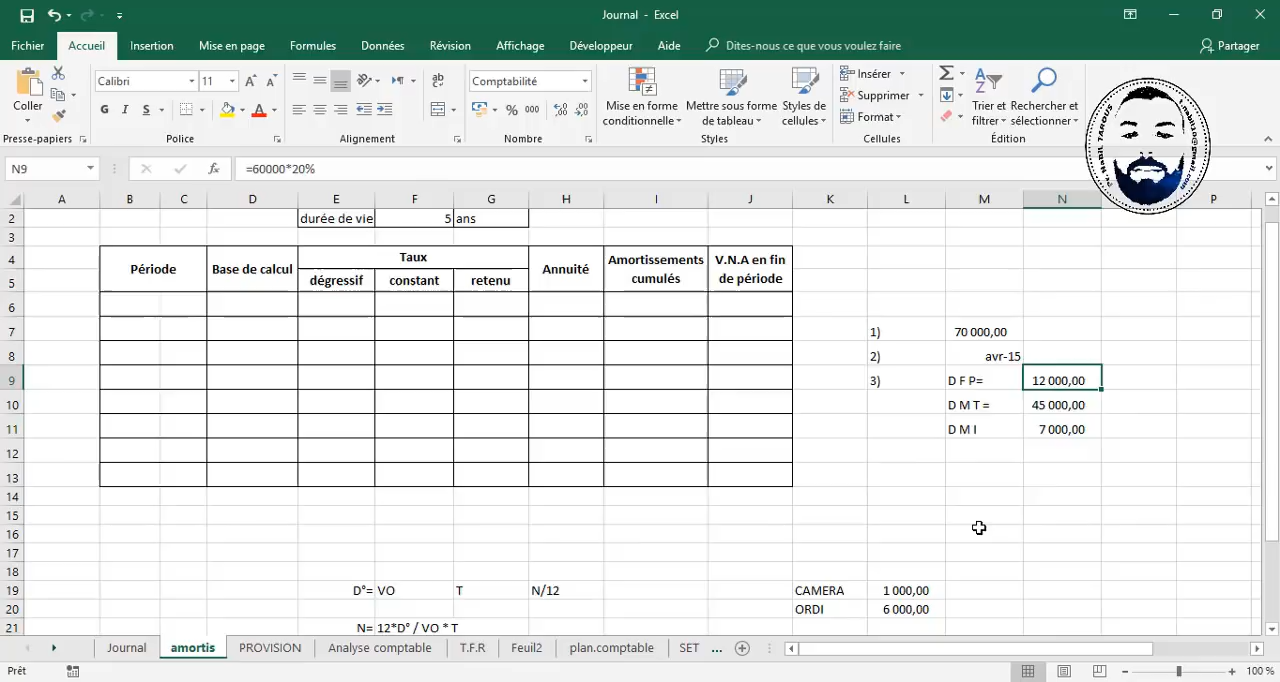 Journal - Excel
Fichier Accueil Insertion Mise en page Formules Données Révision Affichage Développeur Aide Dites-nous ce que vous voulez faire Partager
Calibri 11 Comptabilité
Coller
G I S A % 000
Mise en forme conditionnelle
Mettre sous forme de tableau
Styles de cellules
Insérer
Supprimer
Format
Trier et filtrer
Rechercher et sélectionner
Presse-papiers Police Alignement Nombre Styles Cellules Édition
N9 fx =60000*20%
A B C D E F G H I J K L M N P
2 durée de vie 5 ans
3
4 Période Base de calcul Taux Annuité Amortissements cumulés V.N.A en fin de période
5 dégressif constant retenu
6
7 1) 70 000,00
8 2) avr-15
9 3) D F P= 12 000,00
10 D M T = 45 000,00
11 D M I 7 000,00
12
13
14
15
16
17
18
19 D°= VO T N/12 CAMERA 1 000,00
20 ORDI 6 000,00
21 N= 12*D° / VO * T
Journal amortis PROVISION Analyse comptable T.F.R Feuil2 plan.comptable SET ...
Prêt 100 %